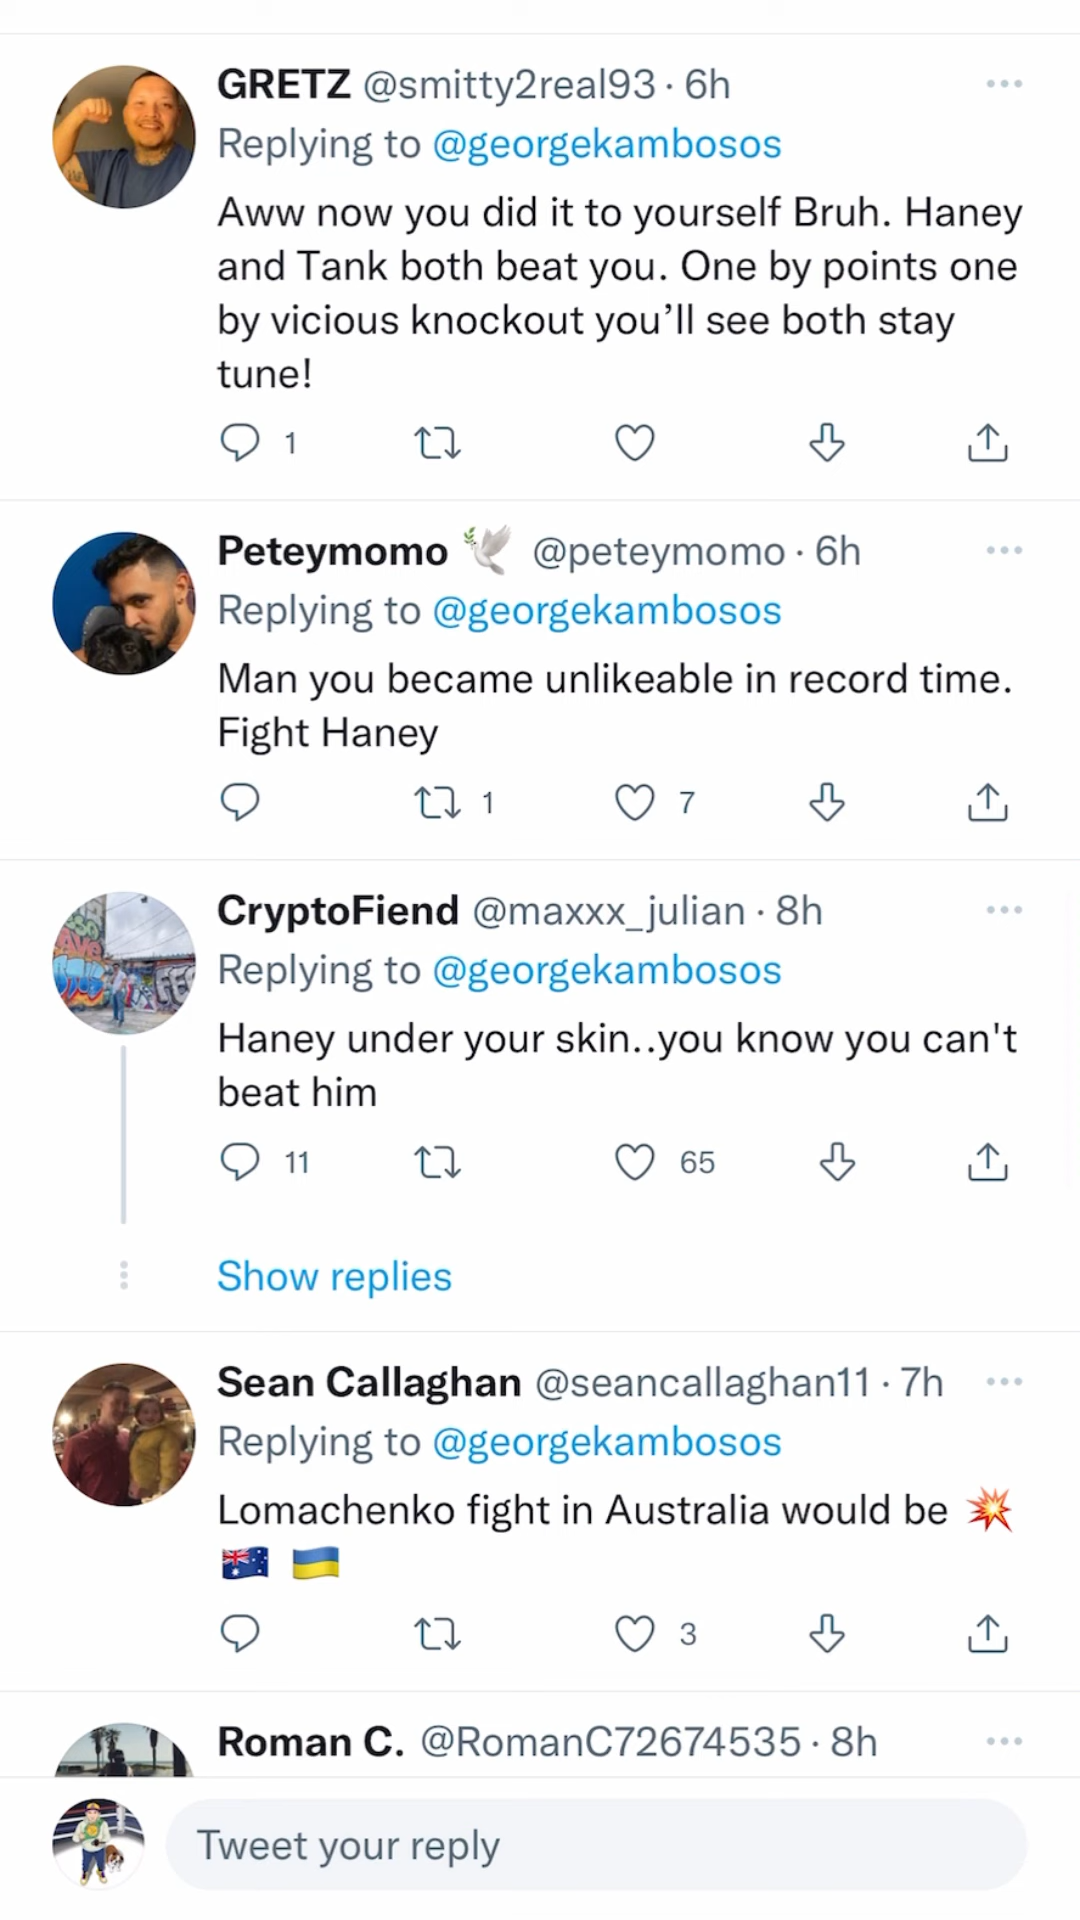 GRETZ @smitty2real93 · 6h
Replying to @georgekambosos
Aww now you did it to yourself Bruh. Haney
and Tank both beat you. One by points one
by vicious knockout you’ll see both stay
tune!
1
Peteymomo 🕊️ @peteymomo · 6h
Replying to @georgekambosos
Man you became unlikeable in record time.
Fight Haney
1 7
CryptoFiend @maxxx_julian · 8h
Replying to @georgekambosos
Haney under your skin..you know you can't
beat him
11 65
Show replies
Sean Callaghan @seancallaghan11 · 7h
Replying to @georgekambosos
Lomachenko fight in Australia would be 💥
🇦🇺 🇺🇦
3
Roman C. @RomanC72674535 · 8h
Tweet your reply